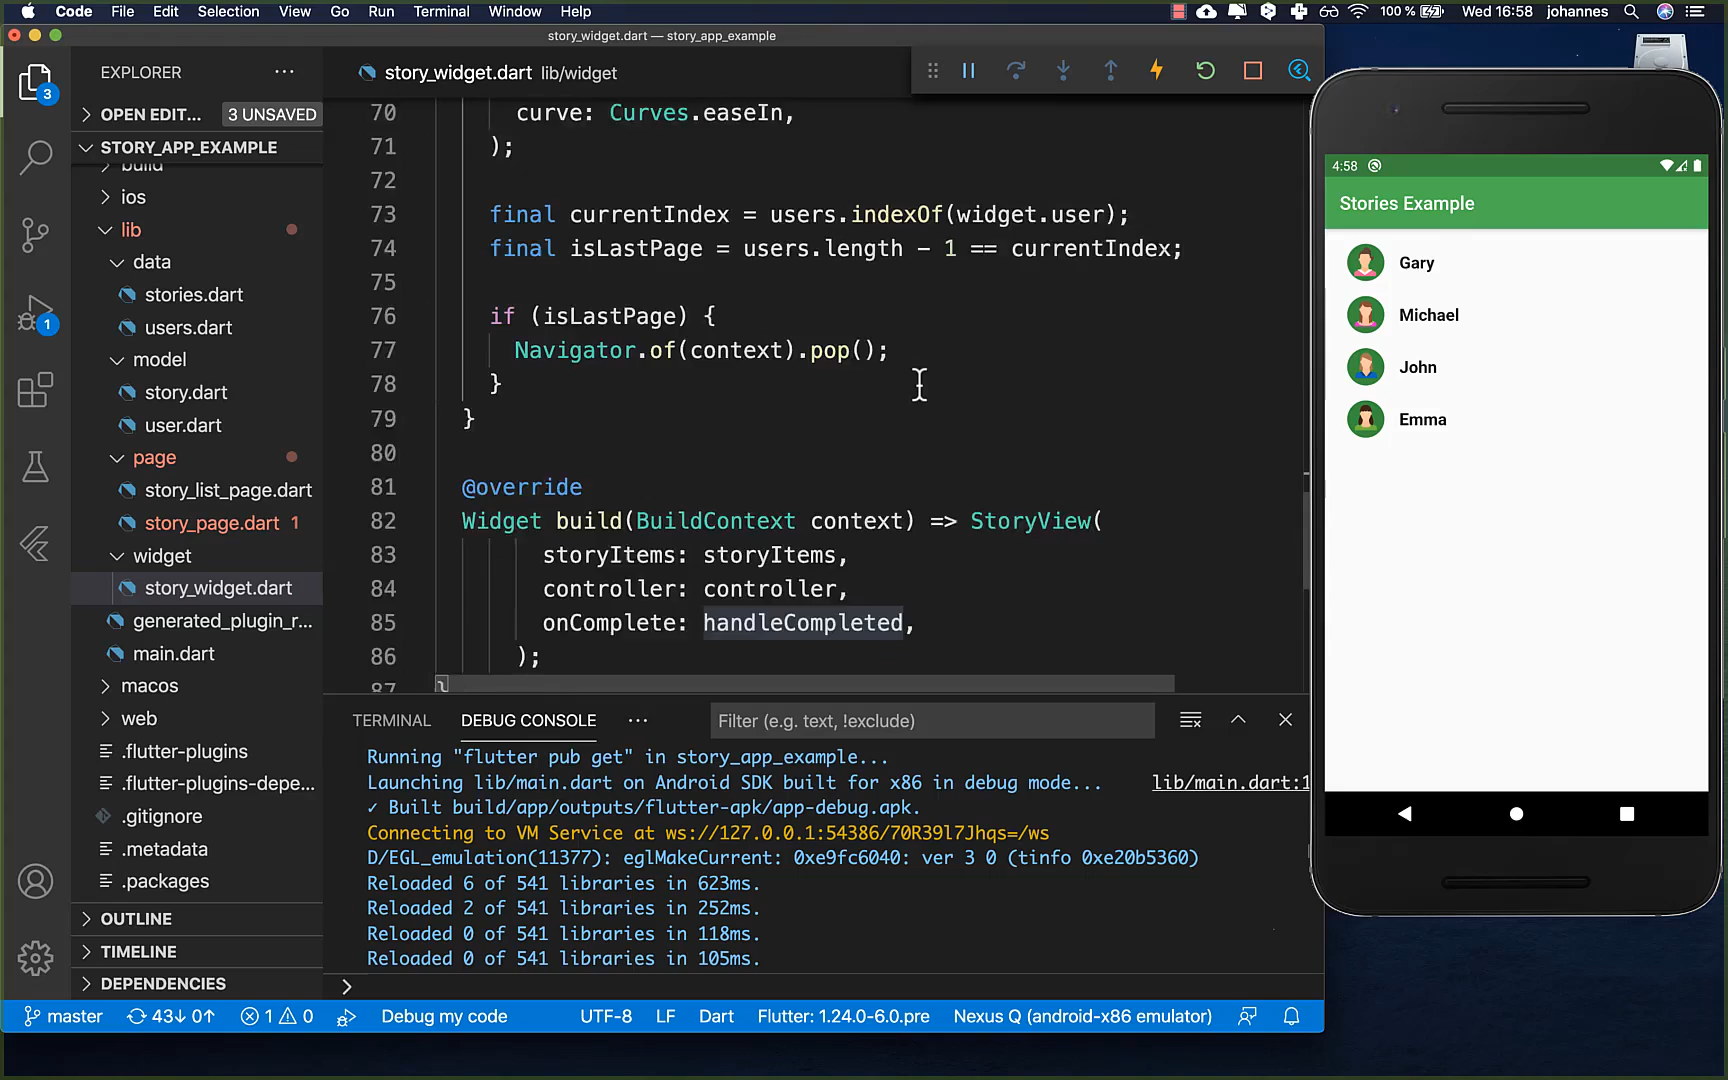 Code File Edit Selection View Go Run Terminal Window Help
100 % Wed 16:58 johannes
story_widget.dart — story_app_example
EXPLORER
OPEN EDIT... 3 UNSAVED
STORY_APP_EXAMPLE
build
ios
lib
data
stories.dart
users.dart
model
story.dart
user.dart
page
story_list_page.dart
story_page.dart 1
widget
story_widget.dart
generated_plugin_r...
main.dart
macos
web
.flutter-plugins
.flutter-plugins-depe...
.gitignore
.metadata
.packages
OUTLINE
TIMELINE
DEPENDENCIES
3
1
story_widget.dart lib/widget
70 curve: Curves.easeIn,
71 );
72
73 final currentIndex = users.indexOf(widget.user);
74 final isLastPage = users.length - 1 == currentIndex;
75
76 if (isLastPage) {
77 Navigator.of(context).pop();
78 }
79 }
80
81 @override
82 Widget build(BuildContext context) => StoryView(
83 storyItems: storyItems,
84 controller: controller,
85 onComplete: handleCompleted,
86 );
87 }
TERMINAL DEBUG CONSOLE ... Filter (e.g. text, !exclude)
Running "flutter pub get" in story_app_example...
Launching lib/main.dart on Android SDK built for x86 in debug mode... lib/main.dart:1
✓ Built build/app/outputs/flutter-apk/app-debug.apk.
Connecting to VM Service at ws://127.0.0.1:54386/70R39l7Jhqs=/ws
D/EGL_emulation(11377): eglMakeCurrent: 0xe9fc6040: ver 3 0 (tinfo 0xe20b5360)
Reloaded 6 of 541 libraries in 623ms.
Reloaded 2 of 541 libraries in 252ms.
Reloaded 0 of 541 libraries in 118ms.
Reloaded 0 of 541 libraries in 105ms.
master 43↓ 0↑ 1 0 Debug my code UTF-8 LF Dart Flutter: 1.24.0-6.0.pre Nexus Q (android-x86 emulator)
4:58
Stories Example
Gary
Michael
John
Emma